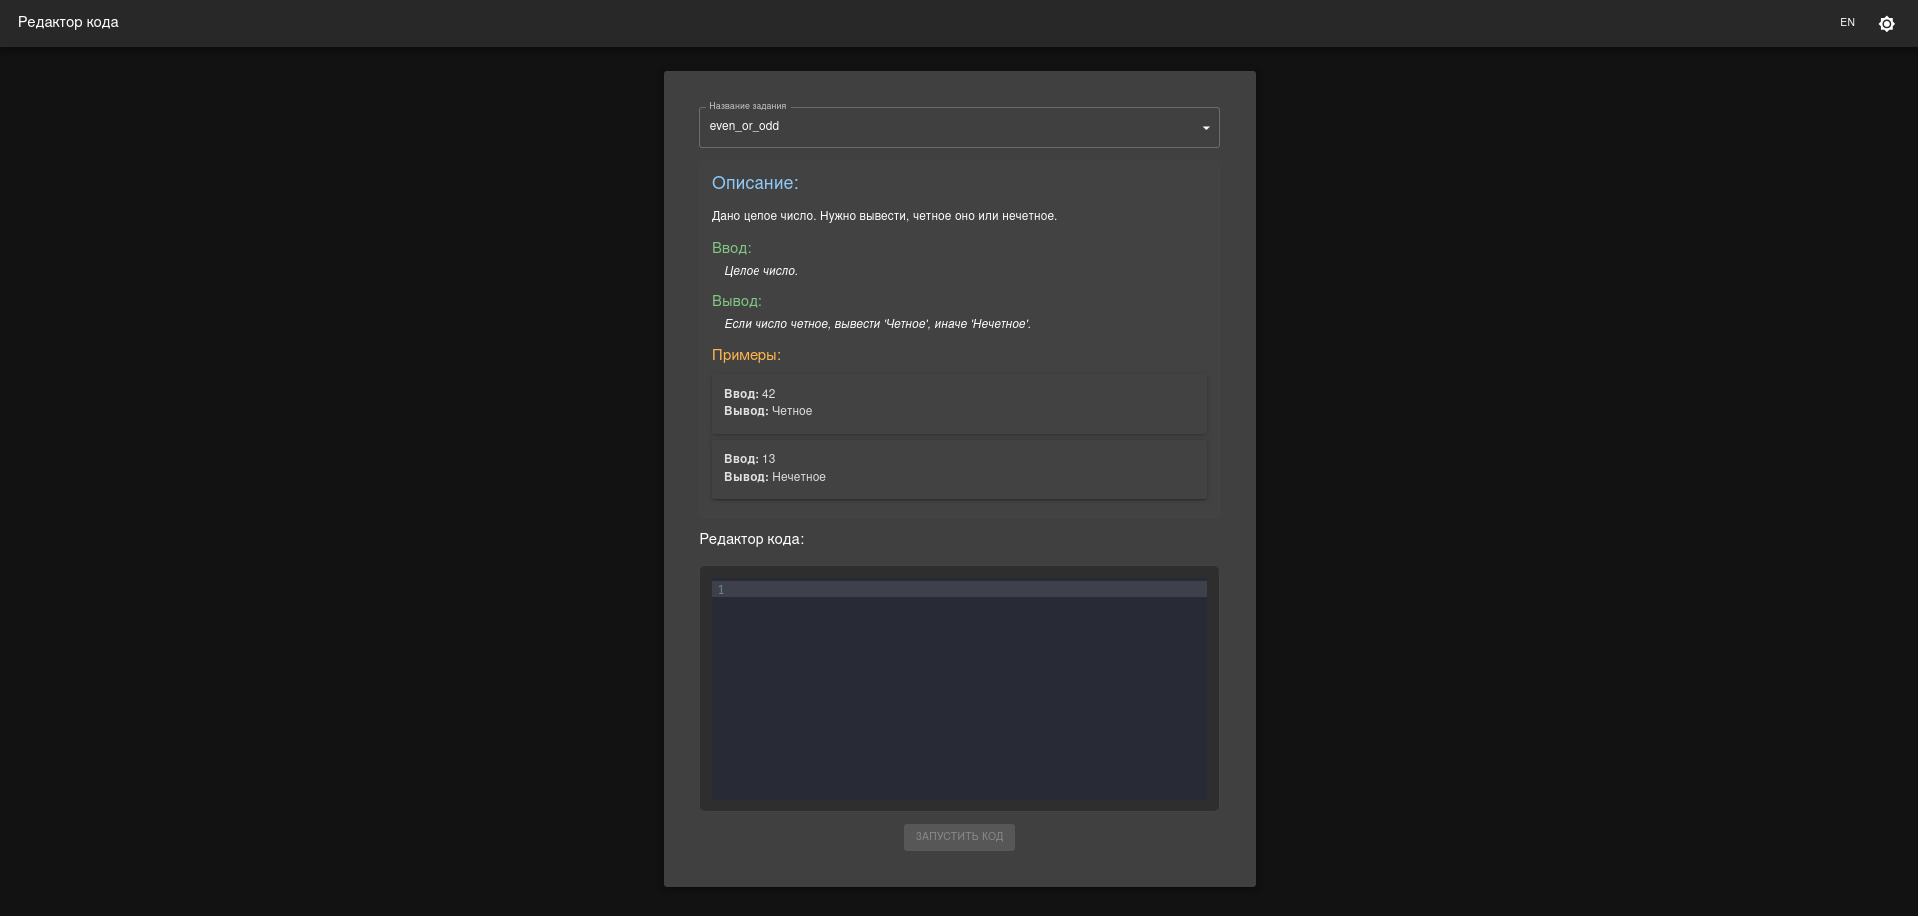 Редактор кода
EN
Название задания
even_or_odd
Описание:
Дано целое число. Нужно вывести, четное оно или нечетное.
Ввод:
Целое число.
Вывод:
Если число четное, вывести 'Четное', иначе 'Нечетное'.
Примеры:
Ввод: 42
Вывод: Четное
Ввод: 13
Вывод: Нечетное
Редактор кода:
1
ЗАПУСТИТЬ КОД